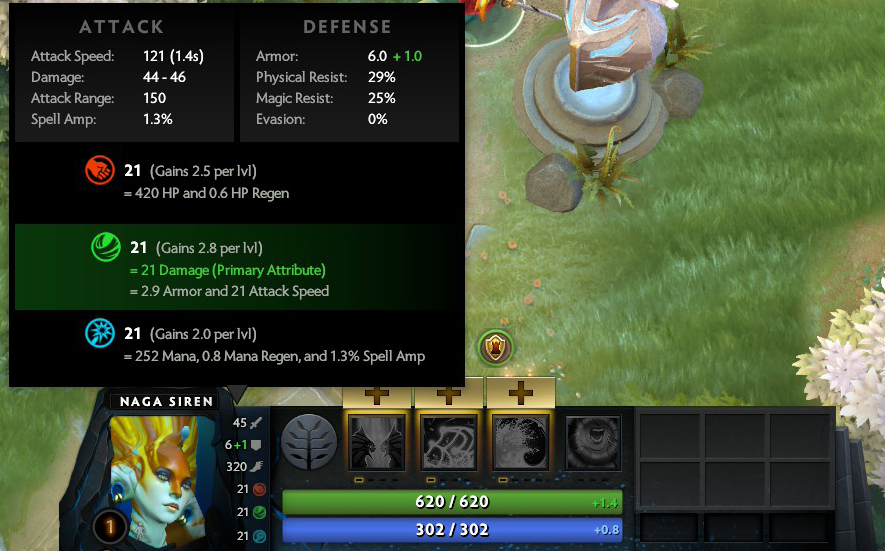 ATTACK
Attack Speed: 121 (1.4s)
Damage: 44 - 46
Attack Range: 150
Spell Amp: 1.3%
DEFENSE
Armor: 6.0 + 1.0
Physical Resist: 29%
Magic Resist: 25%
Evasion: 0%
21 (Gains 2.5 per lvl)
= 420 HP and 0.6 HP Regen
21 (Gains 2.8 per lvl)
= 21 Damage (Primary Attribute)
= 2.9 Armor and 21 Attack Speed
21 (Gains 2.0 per lvl)
= 252 Mana, 0.8 Mana Regen, and 1.3% Spell Amp
NAGA SIREN
45
6+1
320
21
21
21
1
620 / 620
+1.4
302 / 302
+0.8